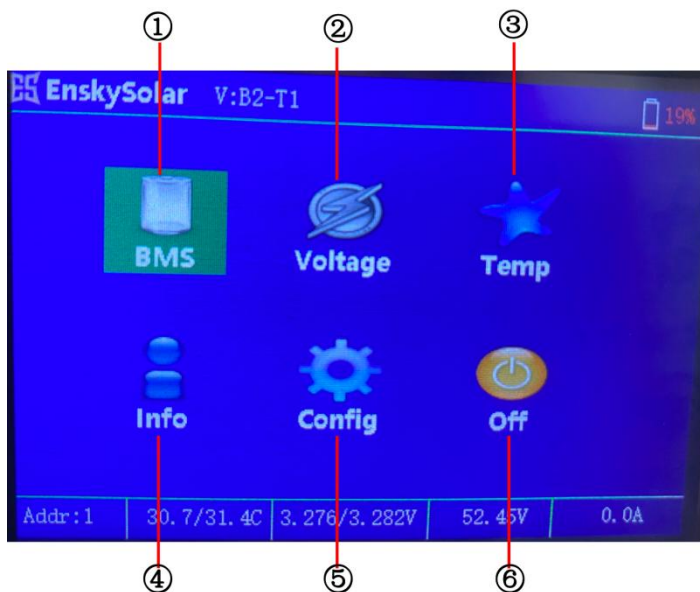 ① ② ③
ES EnskySolar V:B2-T1
19%
BMS Voltage Temp
Info Config Off
Addr:1 30.7/31.4C 3.276/3.282V 52.45V 0.0A
④ ⑤ ⑥